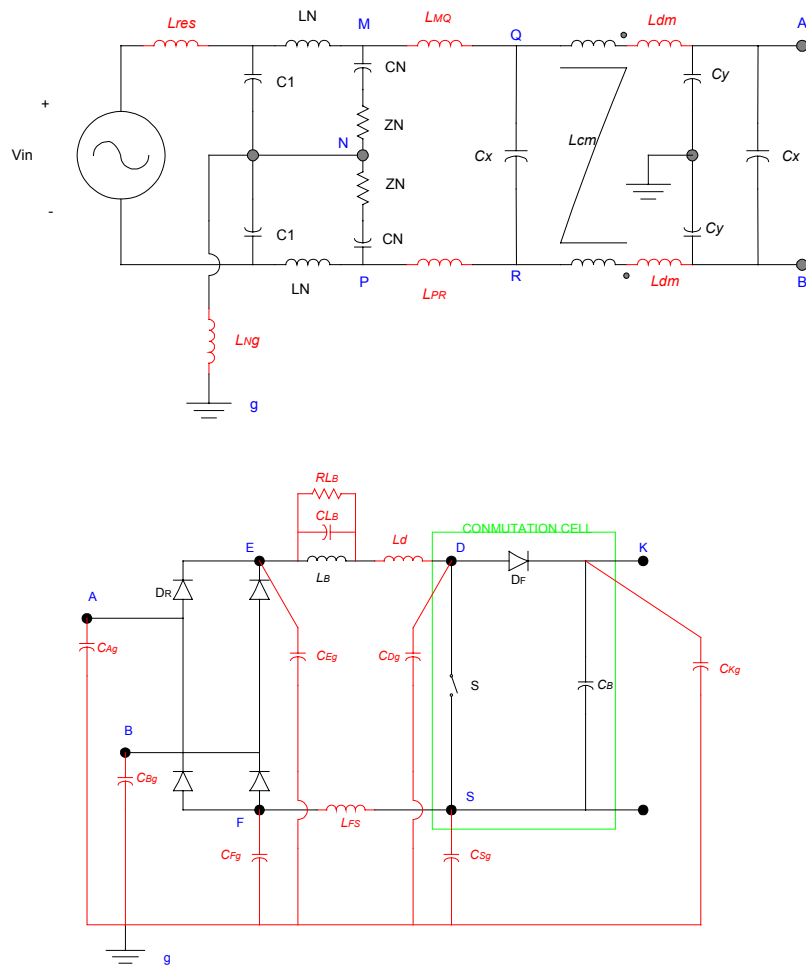 Lres
LN
M
LMQ
Q
Ldm
A
C1
CN
Cy
+
ZN
Vin
N
Cx
Lcm
Cx
ZN
-
C1
CN
Cy
LN
P
LPR
R
Ldm
B
LNg
g
RLB
CLB
CONMUTATION CELL
E
Ld
D
K
LB
DF
DR
A
CAg
CEg
CDg
CKg
S
CB
B
CBg
S
F
LFS
CFg
CSg
g